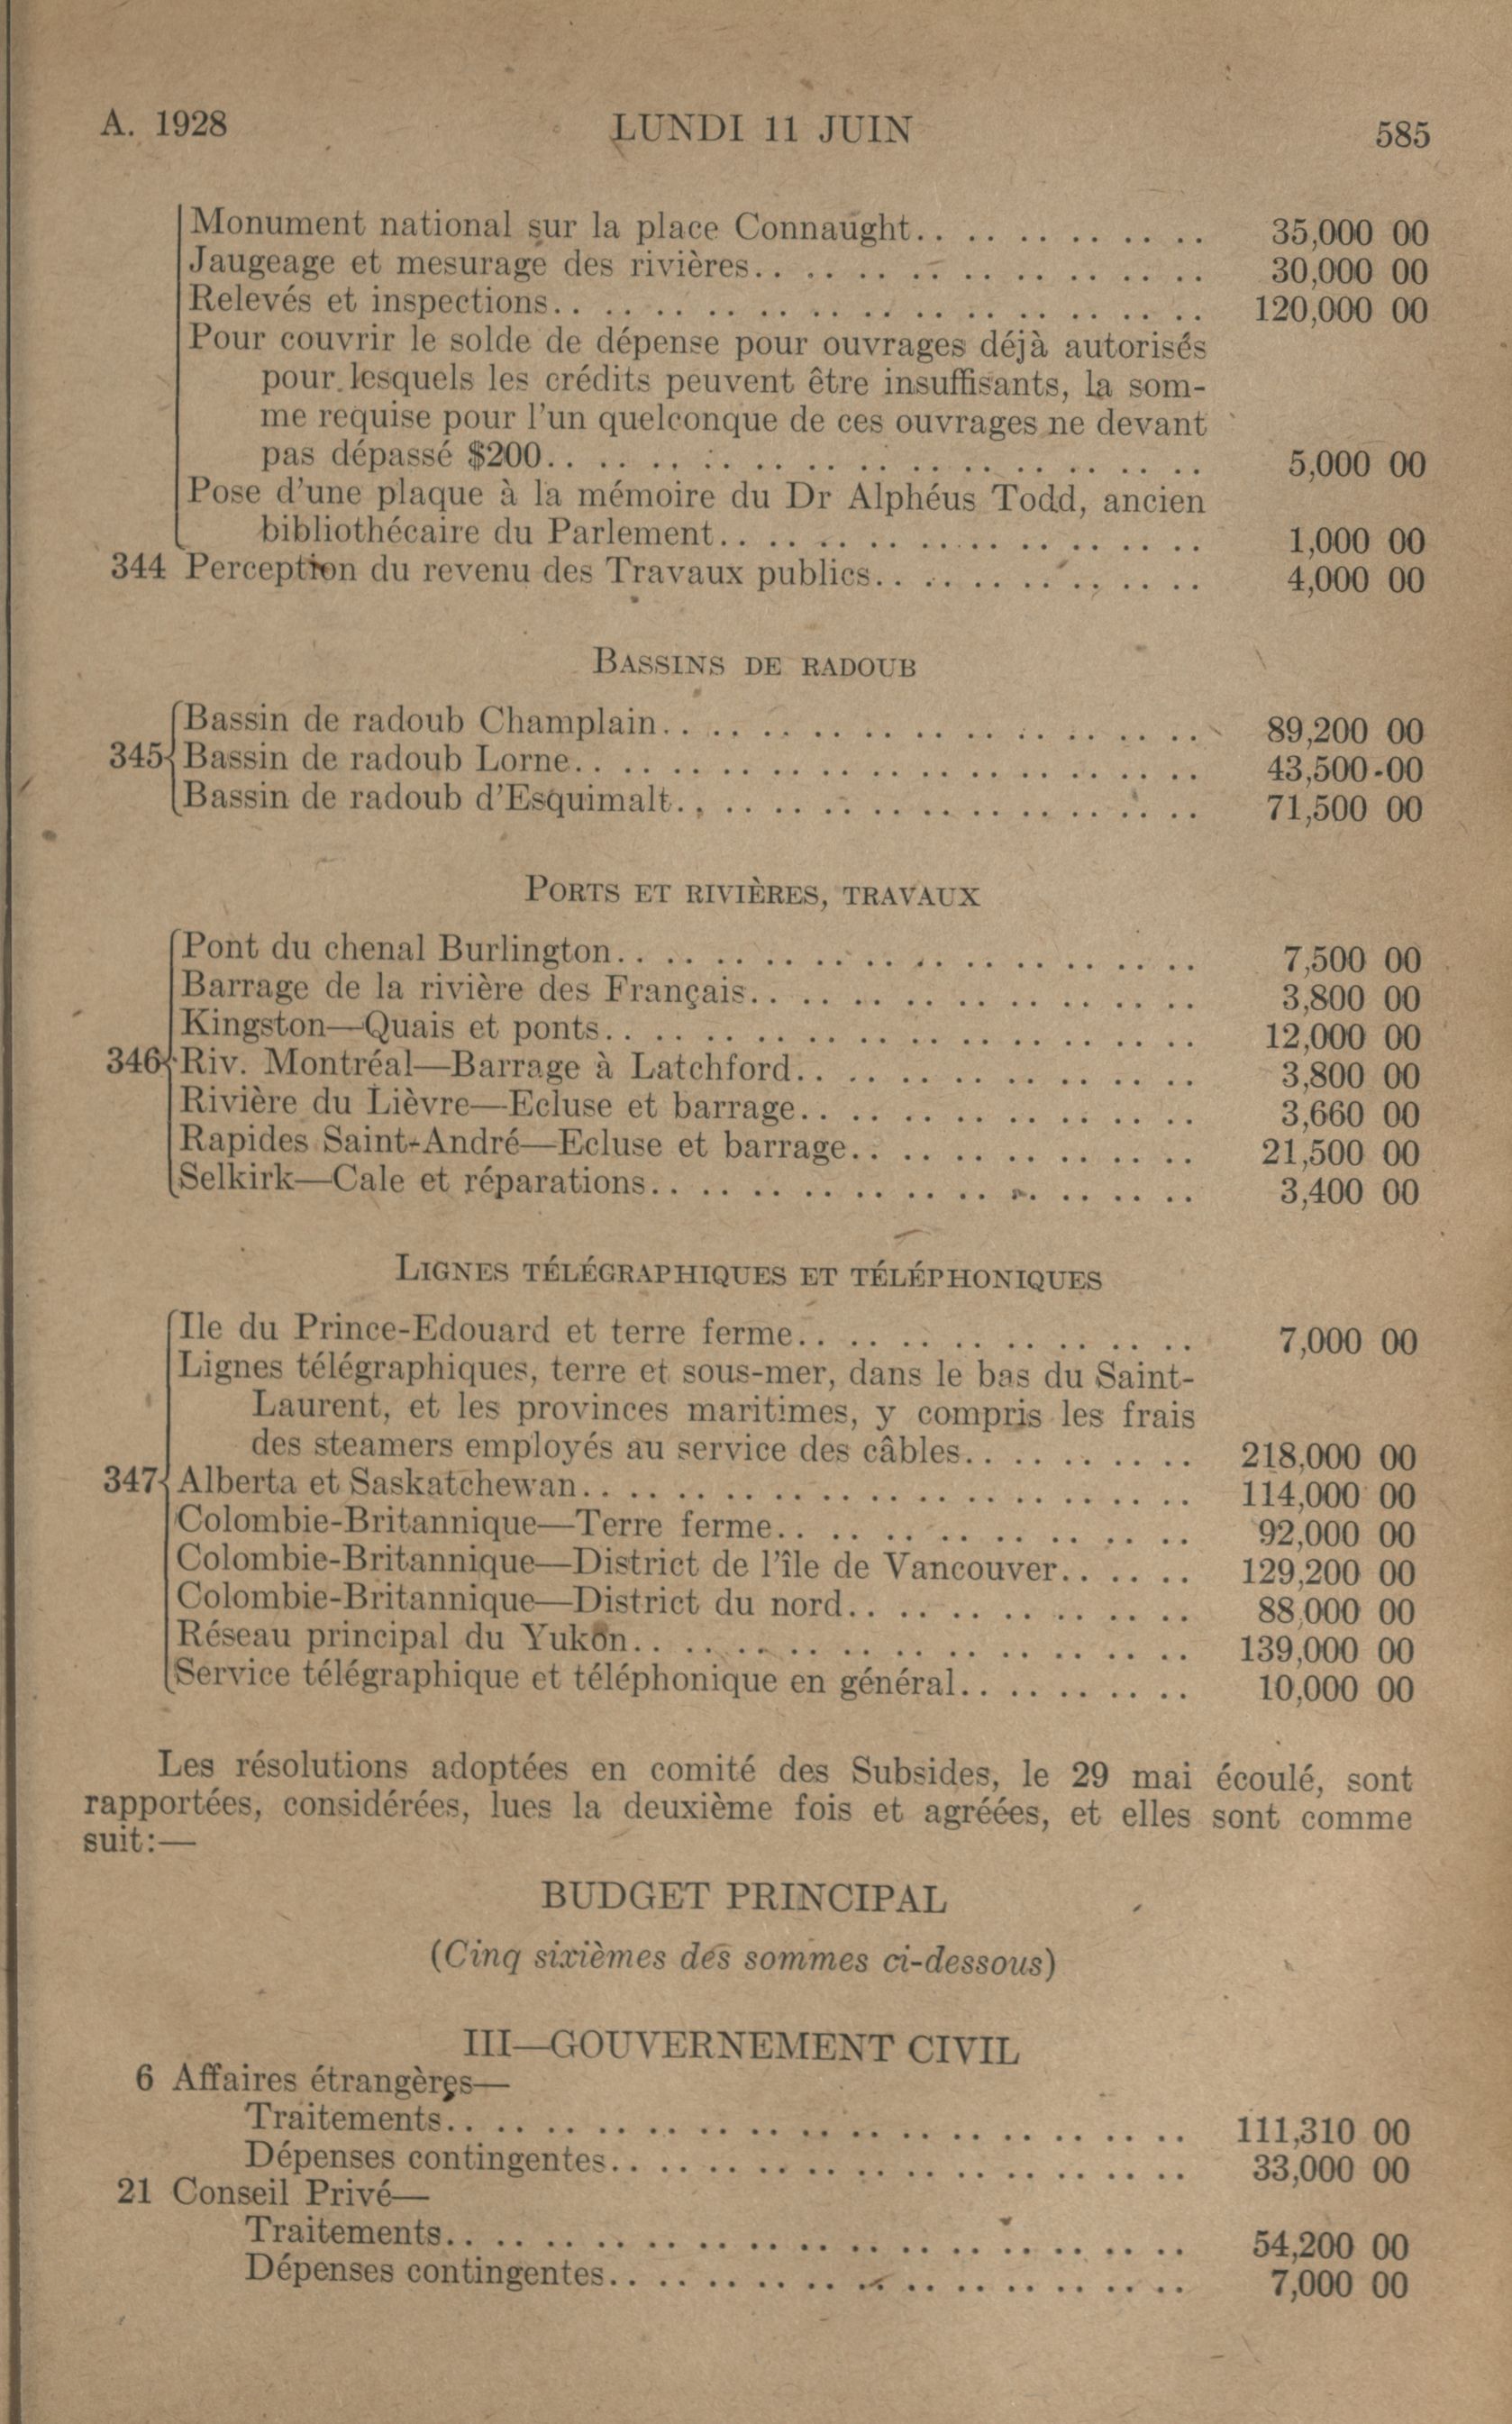 A. 1928 LUNDI 11 JUIN 585
Monument national sur la place Connaught.. .. .. .. .. .. 35,000 00
Jaugeage et mesurage des rivières.. .. .. .. .. .. .. .. .. 30,000 00
Relevés et inspections.. .. .. .. .. .. .. .. .. .. .. .. .. 120,000 00
Pour couvrir le solde de dépense pour ouvrages déjà autorisés
pour lesquels les crédits peuvent être insuffisants, la som-
me requise pour l'un quelconque de ces ouvrages ne devant
pas dépassé $200.. .. .. .. .. .. .. .. .. .. .. .. .. 5,000 00
Pose d'une plaque à la mémoire du Dr Alphéus Todd, ancien
bibliothécaire du Parlement.. .. .. .. .. .. .. .. .. .. 1,000 00
344 Perception du revenu des Travaux publics.. .. .. .. .. .. .. 4,000 00
BASSINS DE RADOUB
Bassin de radoub Champlain.. .. .. .. .. .. .. .. .. .. .. 89,200 00
345 Bassin de radoub Lorne.. .. .. .. .. .. .. .. .. .. .. .. .. 43,500 00
Bassin de radoub d'Esquimalt.. .. .. .. .. .. .. .. .. .. .. 71,500 00
PORTS ET RIVIÈRES, TRAVAUX
Pont du chenal Burlington.. .. .. .. .. .. .. .. .. .. .. .. 7,500 00
Barrage de la rivière des Français.. .. .. .. .. .. .. .. .. 3,800 00
Kingston—Quais et ponts.. .. .. .. .. .. .. .. .. .. .. .. 12,000 00
346 Riv. Montréal—Barrage à Latchford.. .. .. .. .. .. .. .. 3,800 00
Rivière du Lièvre—Ecluse et barrage.. .. .. .. .. .. .. .. 3,660 00
Rapides Saint-André—Ecluse et barrage.. .. .. .. .. .. .. 21,500 00
Selkirk—Cale et réparations.. .. .. .. .. .. .. .. .. .. .. 3,400 00
LIGNES TÉLÉGRAPHIQUES ET TÉLÉPHONIQUES
Ile du Prince-Edouard et terre ferme.. .. .. .. .. .. .. .. 7,000 00
Lignes télégraphiques, terre et sous-mer, dans le bas du Saint-
Laurent, et les provinces maritimes, y compris les frais
des steamers employés au service des câbles.. .. .. .. .. 218,000 00
347 Alberta et Saskatchewan.. .. .. .. .. .. .. .. .. .. .. .. 114,000 00
Colombie-Britannique—Terre ferme.. .. .. .. .. .. .. .. .. 92,000 00
Colombie-Britannique—District de l'île de Vancouver.. .. .. 129,200 00
Colombie-Britannique—District du nord.. .. .. .. .. .. .. 88,000 00
Réseau principal du Yukon.. .. .. .. .. .. .. .. .. .. .. 139,000 00
Service télégraphique et téléphonique en général.. .. .. .. .. 10,000 00
Les résolutions adoptées en comité des Subsides, le 29 mai écoulé, sont
rapportées, considérées, lues la deuxième fois et agréées, et elles sont comme
suit:—
BUDGET PRINCIPAL
(Cinq sixièmes des sommes ci-dessous)
III—GOUVERNEMENT CIVIL
6 Affaires étrangères—
Traitements.. .. .. .. .. .. .. .. .. .. .. .. .. .. .. 111,310 00
Dépenses contingentes.. .. .. .. .. .. .. .. .. .. .. .. 33,000 00
21 Conseil Privé—
Traitements.. .. .. .. .. .. .. .. .. .. .. .. .. .. .. 54,200 00
Dépenses contingentes.. .. .. .. .. .. .. .. .. .. .. .. 7,000 00